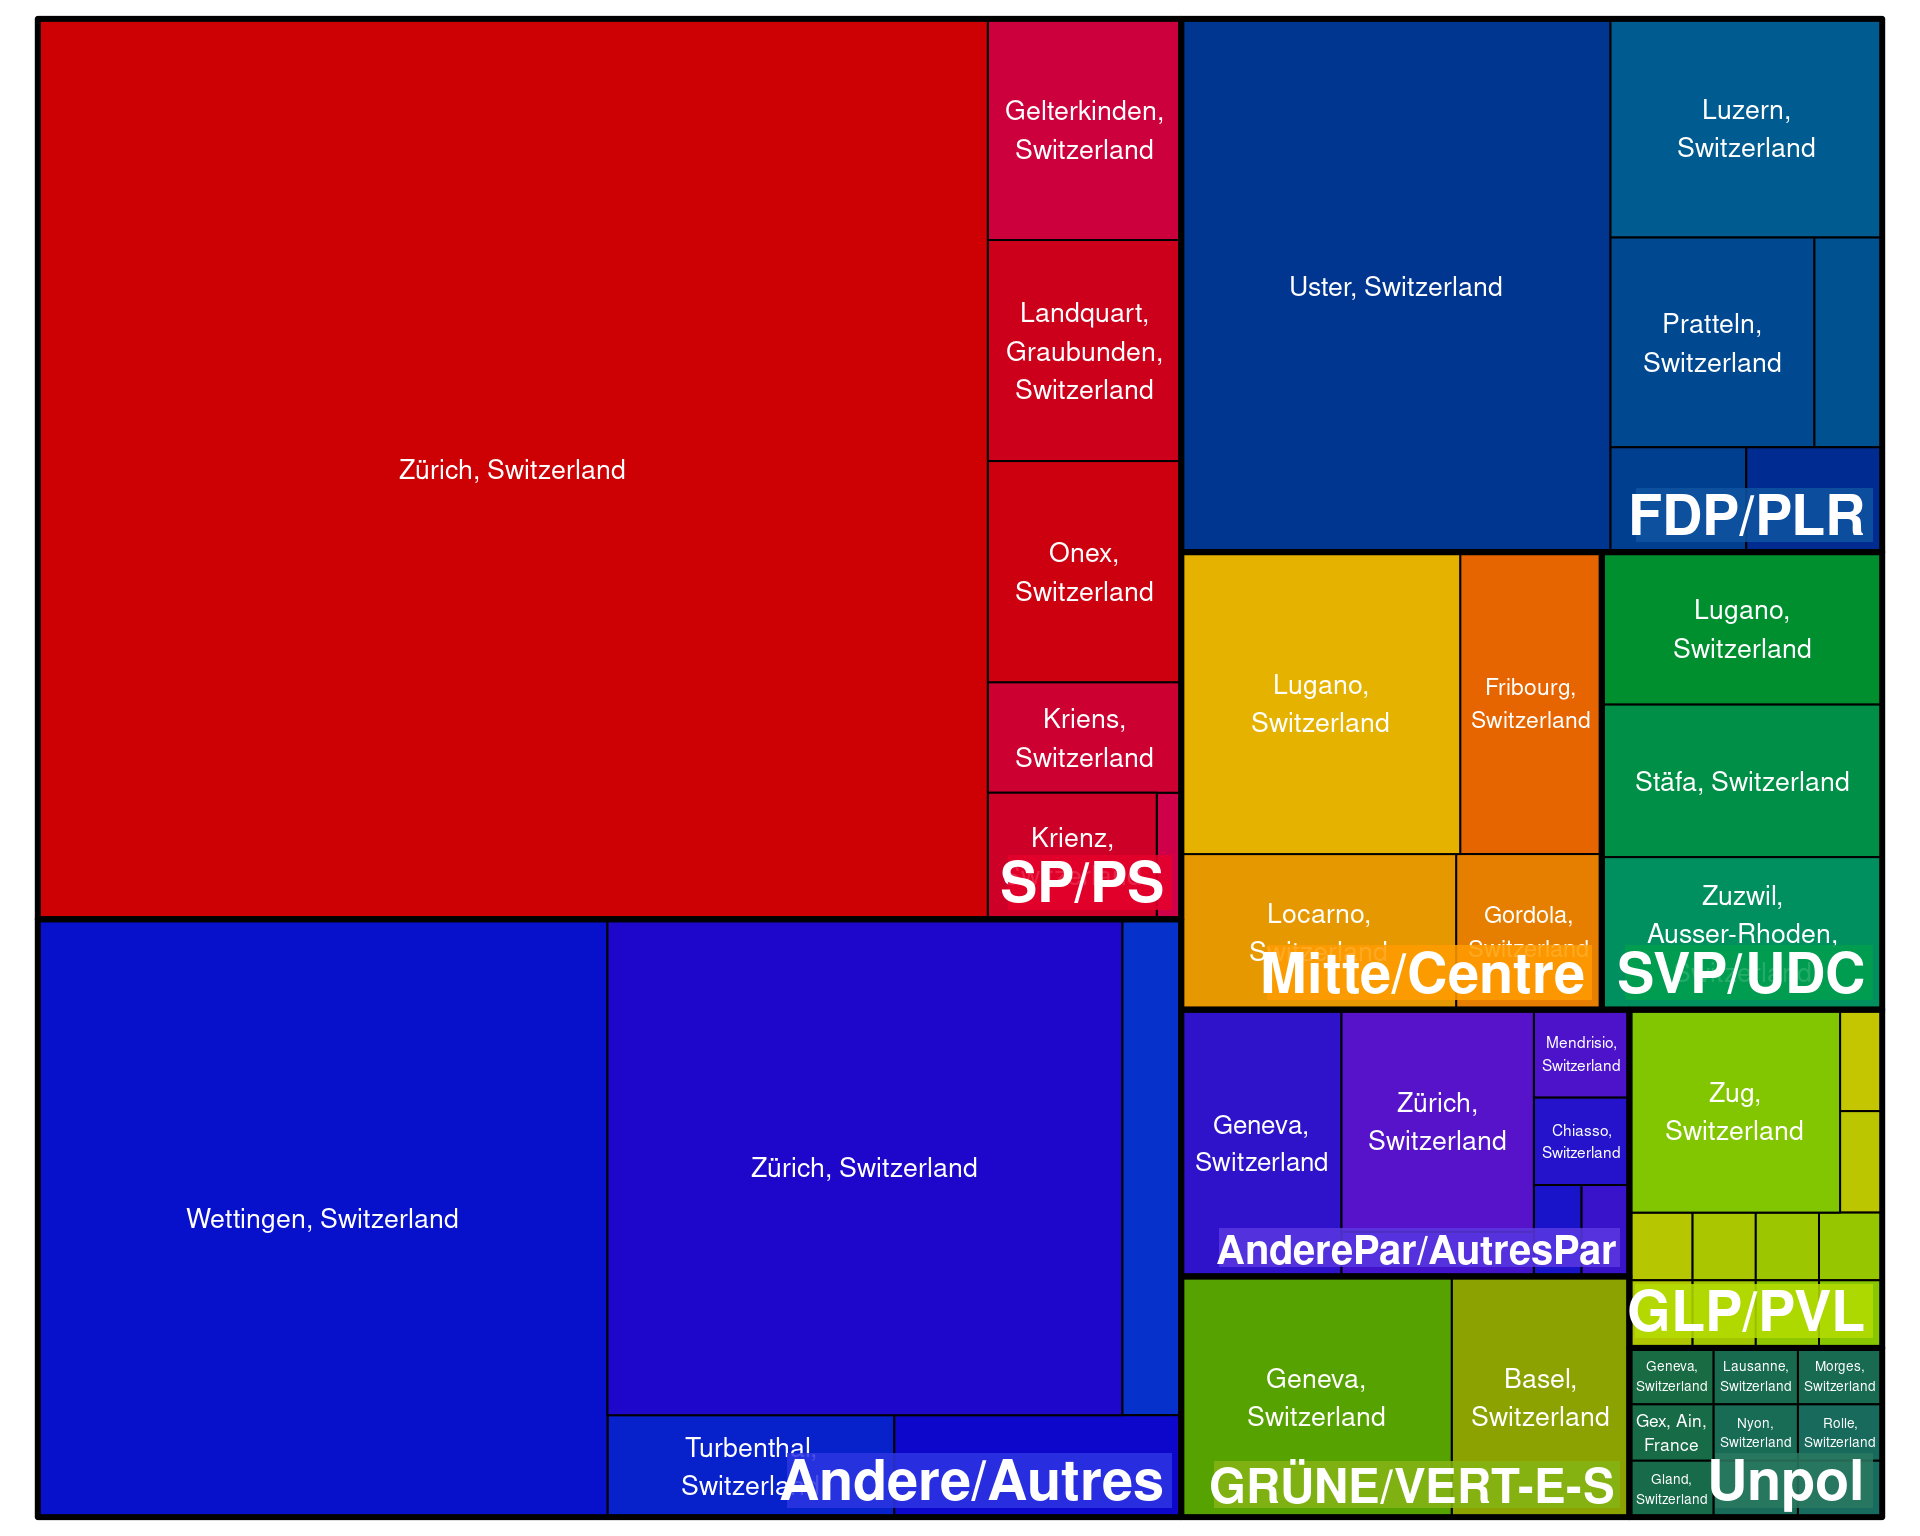 Zürich, Switzerland
Gelterkinden,
Switzerland
Landquart,
Graubunden,
Switzerland
Onex,
Switzerland
Kriens,
Switzerland
Krienz,
SP/PS
Wettingen, Switzerland
Zürich, Switzerland
Turbenthal,
Switzerland
Andere/Autres
Uster, Switzerland
Luzern,
Switzerland
Pratteln,
Switzerland
FDP/PLR
Lugano,
Switzerland
Fribourg,
Switzerland
Locarno,
Switzerland
Gordola,
Switzerland
Mitte/Centre
Lugano,
Switzerland
Stäfa, Switzerland
Zuzwil,
Ausser-Rhoden,
Switzerland
SVP/UDC
Geneva,
Switzerland
Zürich,
Switzerland
Mendrisio,
Switzerland
Chiasso,
Switzerland
AnderePar/AutresPar
Zug,
Switzerland
GLP/PVL
Geneva,
Switzerland
Basel,
Switzerland
GRÜNE/VERT-E-S
Geneva,
Switzerland
Lausanne,
Switzerland
Morges,
Switzerland
Gex, Ain,
France
Nyon,
Switzerland
Rolle,
Switzerland
Gland,
Switzerland
Unpol